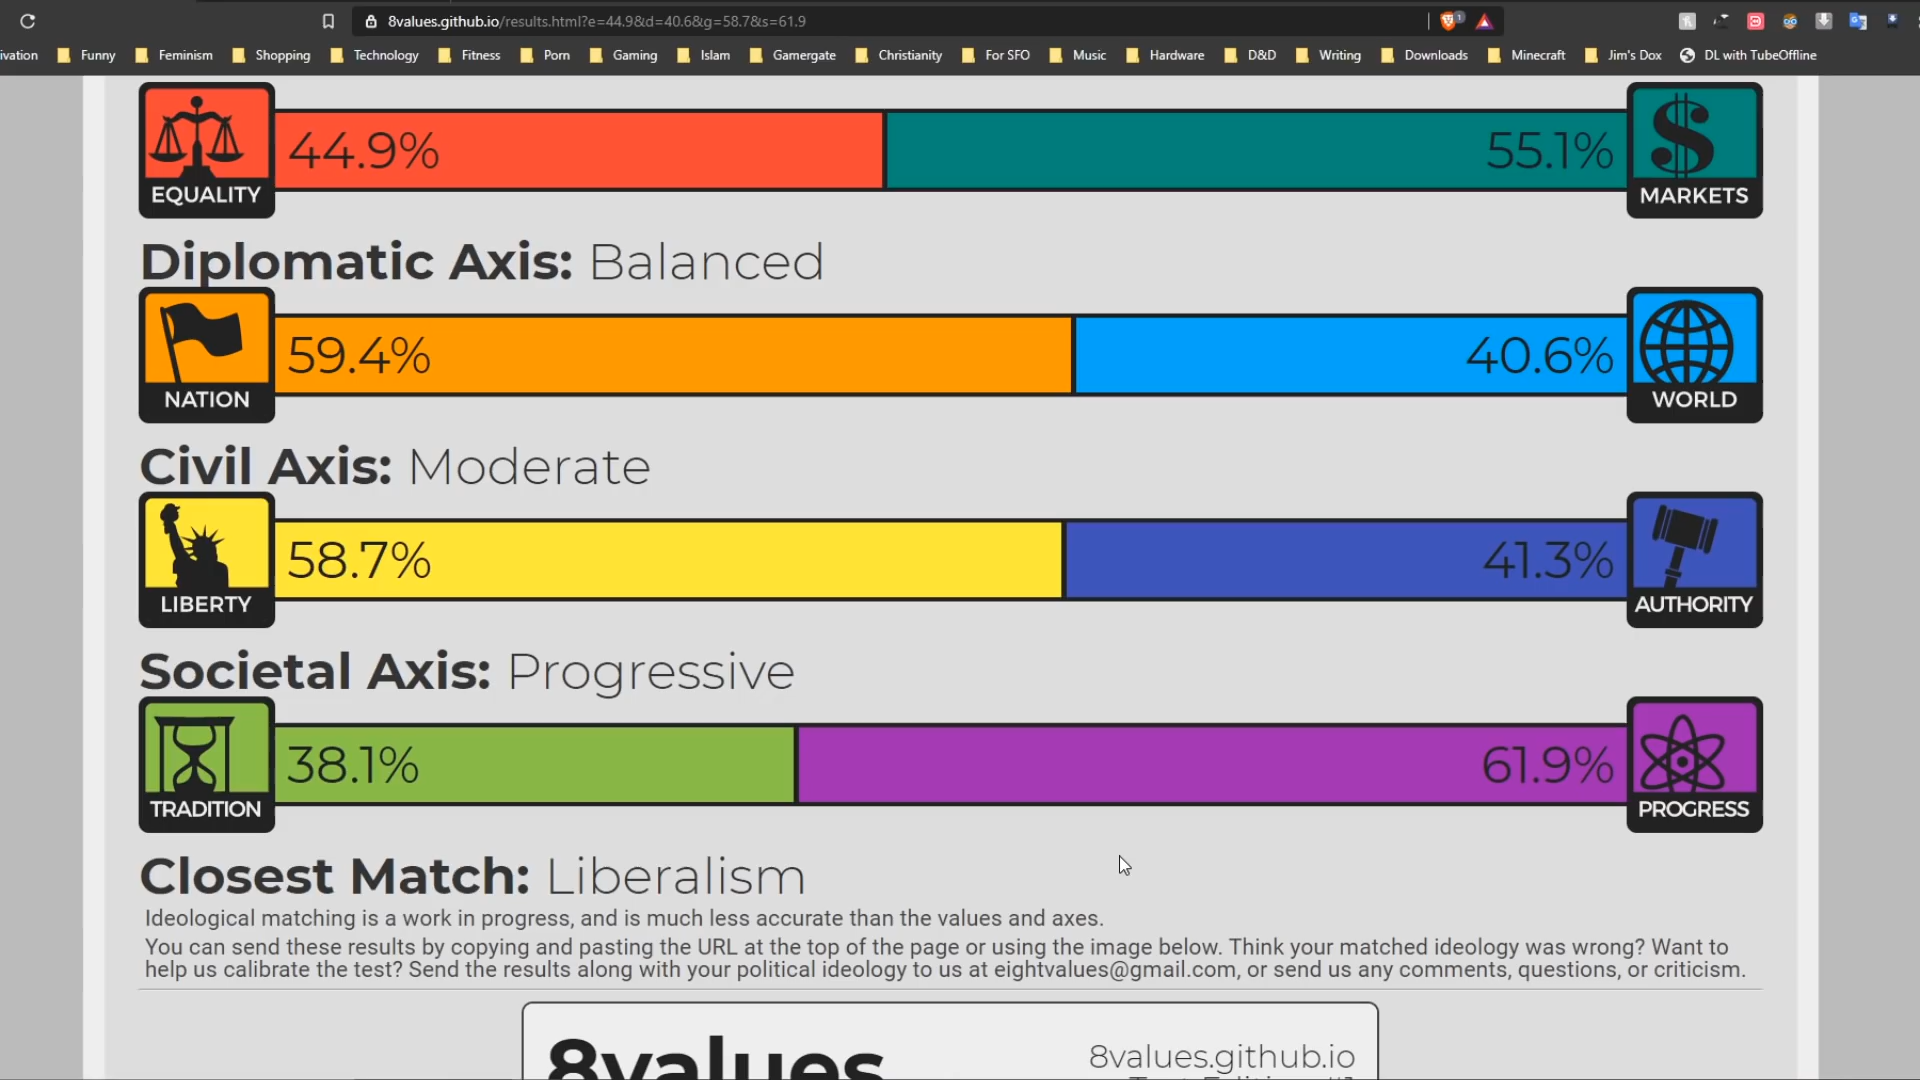 8values.github.io/results.html?e=44.9&d=40.6&g=58.7&s=61.9
ivation Funny Feminism Shopping Technology Fitness Porn Gaming Islam Gamergate Christianity For SFO Music Hardware D&D Writing Downloads Minecraft Jim's Dox DL with TubeOffline
44.9% 55.1%
EQUALITY MARKETS
Diplomatic Axis: Balanced
59.4% 40.6%
NATION WORLD
Civil Axis: Moderate
58.7% 41.3%
LIBERTY AUTHORITY
Societal Axis: Progressive
38.1% 61.9%
TRADITION PROGRESS
Closest Match: Liberalism
Ideological matching is a work in progress, and is much less accurate than the values and axes.
You can send these results by copying and pasting the URL at the top of the page or using the image below. Think your matched ideology was wrong? Want to
help us calibrate the test? Send the results along with your political ideology to us at eightvalues@gmail.com, or send us any comments, questions, or criticism.
8values 8values.github.io